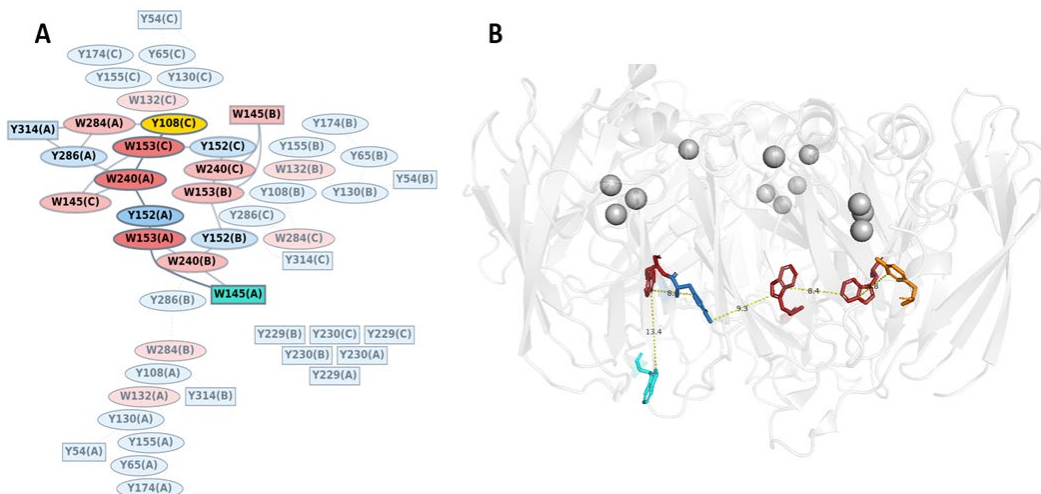 A
Y54(C)
Y174(C) Y65(C)
Y155(C) Y130(C)
W132(C)
Y314(A) W284(A) Y108(C) W145(B)
Y174(B)
Y286(A) W153(C) Y152(C) Y155(B)
Y65(B)
W240(A) W240(C) W132(B)
Y54(B)
W145(C) W153(B) Y108(B) Y130(B)
Y152(A) Y286(C)
W153(A) Y152(B) W284(C)
W240(B) Y314(C)
W145(A)
Y286(B)
Y229(B) Y230(C) Y229(C)
W284(B) Y230(B) Y230(A)
Y108(A) Y229(A)
W132(A) Y314(B)
Y130(A)
Y54(A) Y155(A)
Y65(A)
Y174(A)
B
9.3
8.4
13.4